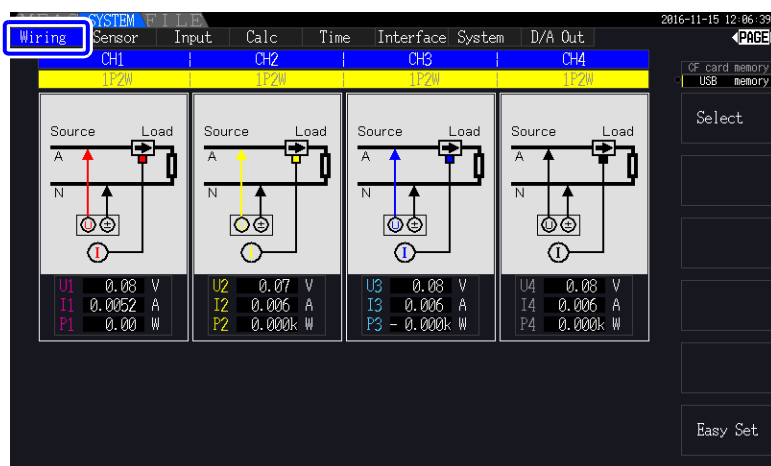 MEAS SYSTEM FILE 2016-11-15 12:06:39
Wiring Sensor Input Calc Time Interface System D/A Out PAGE
CH1 CH2 CH3 CH4
1P2W 1P2W 1P2W 1P2W
CF card memory
USB memory
Select
Source Load Source Load Source Load Source Load
A A A A
N N N N
U ± U ± U ± U ±
I I I I
U1 0.08 V U2 0.07 V U3 0.08 V U4 0.08 V
I1 0.0052 A I2 0.006 A I3 0.006 A I4 0.006 A
P1 0.00 W P2 0.000k W P3 - 0.000k W P4 0.000k W
Easy Set